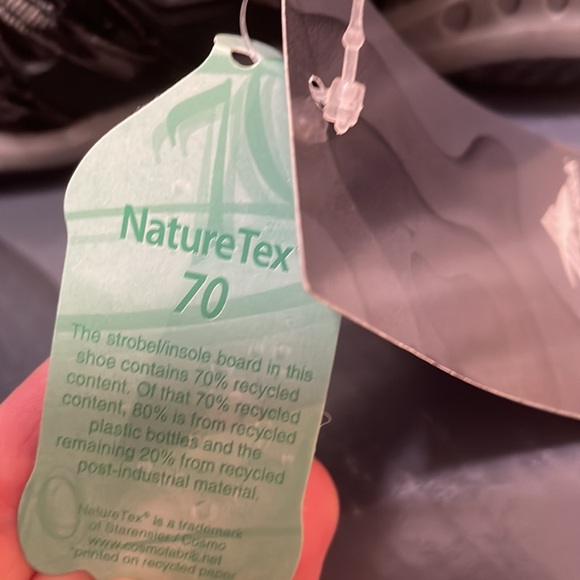 NatureTex
70
The strobel/insole board in this
shoe contains 70% recycled
content. Of that 70% recycled
content, 80% is from recycled
plastic bottles and the
remaining 20% from recycled
post-industrial material.
NatureTex® is a trademark
of Starensier / Cosmo
www.cosmofabric.net
*printed on recycled paper